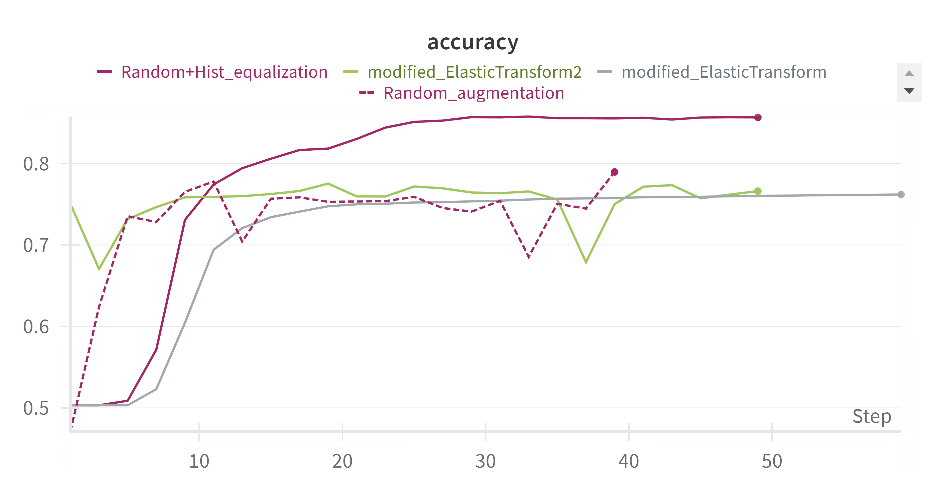 accuracy
Random+Hist_equalization modified_ElasticTransform2 modified_ElasticTransform
Random_augmentation
0.8
0.7
0.6
0.5
Step
10 20 30 40 50